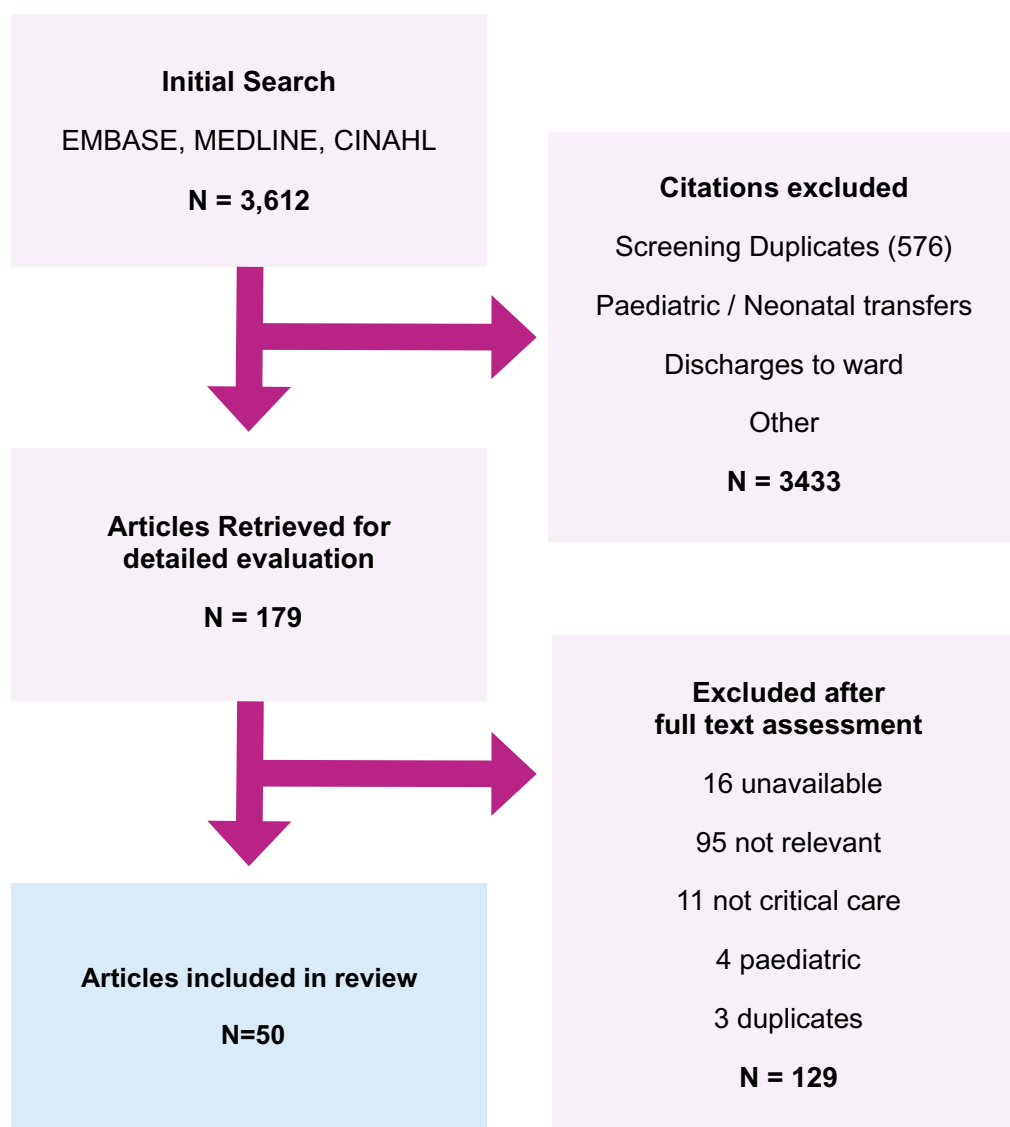 Initial Search
EMBASE, MEDLINE, CINAHL
N = 3,612
Citations excluded
Screening Duplicates (576)
Paediatric / Neonatal transfers
Discharges to ward
Other
N = 3433
Articles Retrieved for
detailed evaluation
N = 179
Excluded after
full text assessment
16 unavailable
95 not relevant
11 not critical care
4 paediatric
3 duplicates
N = 129
Articles included in review
N=50